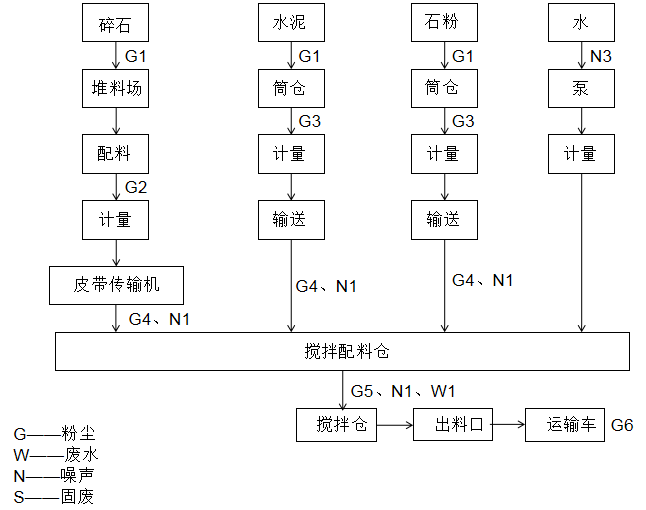 碎石 水泥 石粉 水
G1 G1 G1 N3
堆料场 筒仓 筒仓 泵
G3 G3
配料 计量 计量 计量
G2
计量 输送 输送
皮带传输机
G4、N1 G4、N1
G4、N1
搅拌配料仓
G5、N1、W1
搅拌仓 出料口 运输车 G6
G——粉尘
W——废水
N——噪声
S——固废